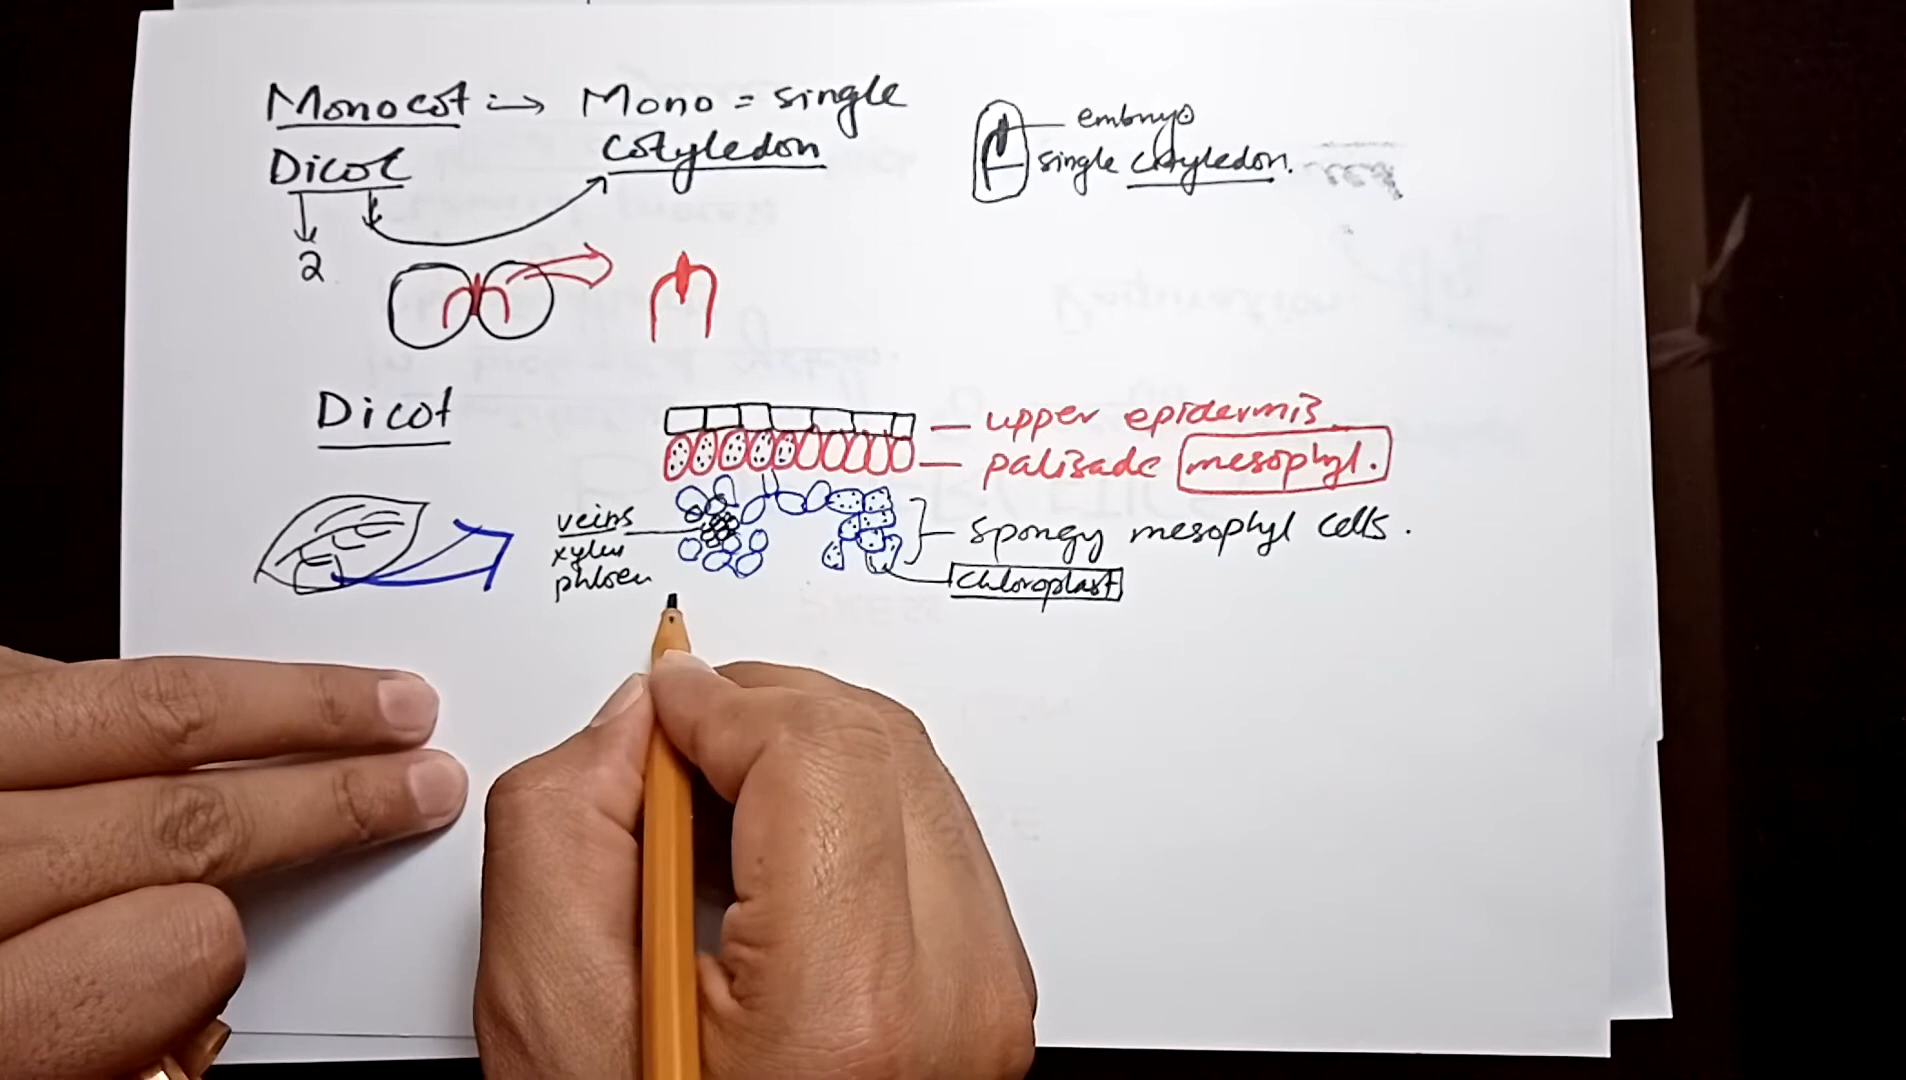 Monocot :→ Mono = single
cotyledon
Dicot
2
embryo
single cotyledon.
Dicot
upper epidermis
palisade mesophyl.
veins
xylem
phloem
spongy mesophyl cells.
chloroplast